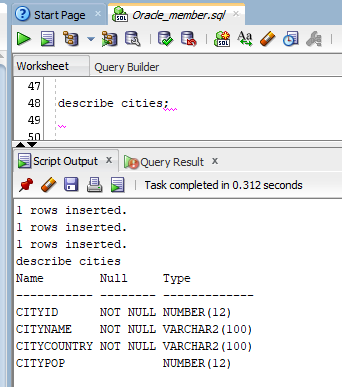 Start Page Oracle_member.sql
Worksheet Query Builder
47
48 describe cities;
49
50
Script Output x Query Result x
Task completed in 0.312 seconds
1 rows inserted.
1 rows inserted.
1 rows inserted.
describe cities
Name Null Type
----------- -------- -------------
CITYID NOT NULL NUMBER(12)
CITYNAME NOT NULL VARCHAR2(100)
CITYCOUNTRY NOT NULL VARCHAR2(100)
CITYPOP NUMBER(12)